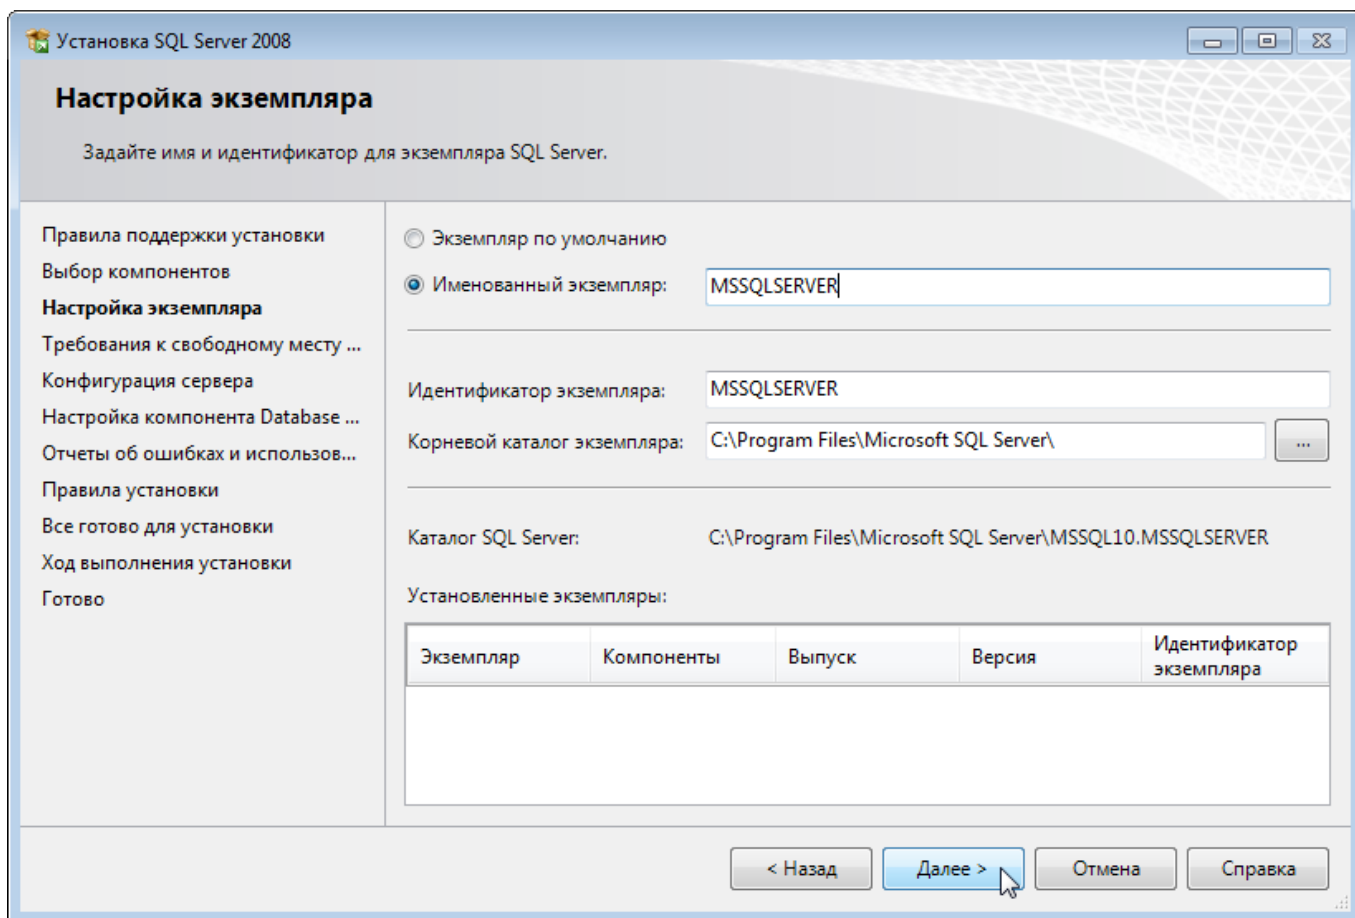 Установка SQL Server 2008
Настройка экземпляра
Задайте имя и идентификатор для экземпляра SQL Server.
Правила поддержки установки
Выбор компонентов
Настройка экземпляра
Требования к свободному месту ...
Конфигурация сервера
Настройка компонента Database ...
Отчеты об ошибках и использов...
Правила установки
Все готово для установки
Ход выполнения установки
Готово
Экземпляр по умолчанию
Именованный экземпляр: MSSQLSERVER
Идентификатор экземпляра: MSSQLSERVER
Корневой каталог экземпляра: C:\Program Files\Microsoft SQL Server\ ...
Каталог SQL Server: C:\Program Files\Microsoft SQL Server\MSSQL10.MSSQLSERVER
Установленные экземпляры:
Экземпляр Компоненты Выпуск Версия Идентификатор
экземпляра
< Назад Далее > Отмена Справка